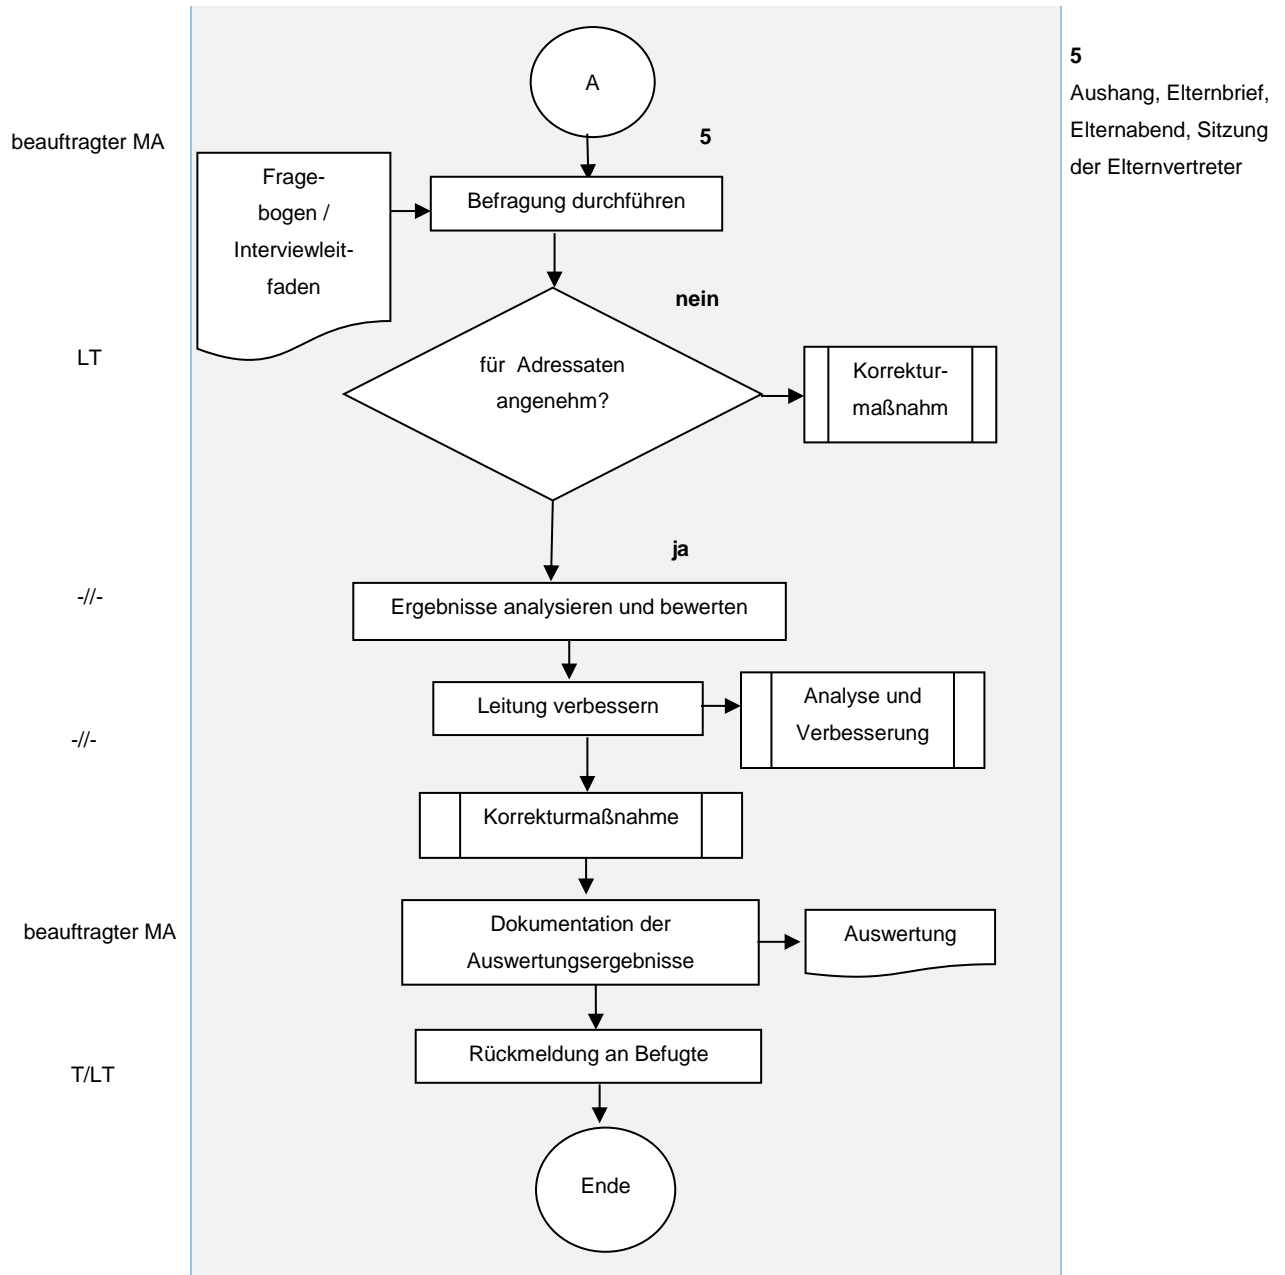 A
5
Aushang, Elternbrief,
Elternabend, Sitzung
der Elternvertreter
beauftragter MA
5
Frage-
bogen /
Interviewleit-
faden
Befragung durchführen
nein
LT
für Adressaten
angenehm?
Korrektur-
maßnahm
ja
-//-
Ergebnisse analysieren und bewerten
-//-
Leitung verbessern
Analyse und
Verbesserung
Korrekturmaßnahme
beauftragter MA
Dokumentation der
Auswertungsergebnisse
Auswertung
T/LT
Rückmeldung an Befugte
Ende